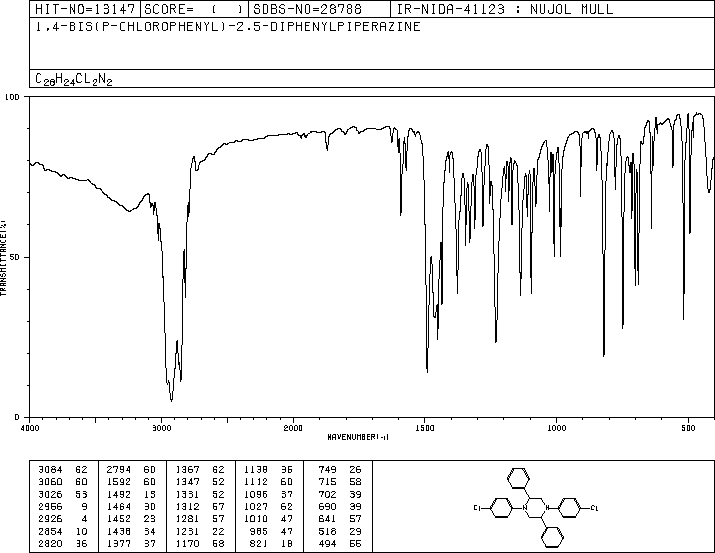 HIT-NO=13147 SCORE= ( ) SDBS-NO=28788 IR-NIDA-41123 : NUJOL MULL
1,4-BIS(P-CHLOROPHENYL)-2,5-DIPHENYLPIPERAZINE
C28H24CL2N2
100
TRANSMITTANCE(%)
50
0
4000 3000 2000 1500 1000 500
WAVENUMBER(-1)
3084 62 2794 60 1367 62 1138 36 749 26
3060 60 1592 60 1347 52 1112 60 715 58
3026 53 1492 13 1331 52 1096 37 702 39
2956 9 1464 30 1312 57 1027 62 690 39
2926 4 1452 23 1281 57 1010 47 641 57
2854 10 1438 34 1231 22 985 47 518 29
2820 36 1377 37 1170 58 821 18 494 55
Cl N N Cl